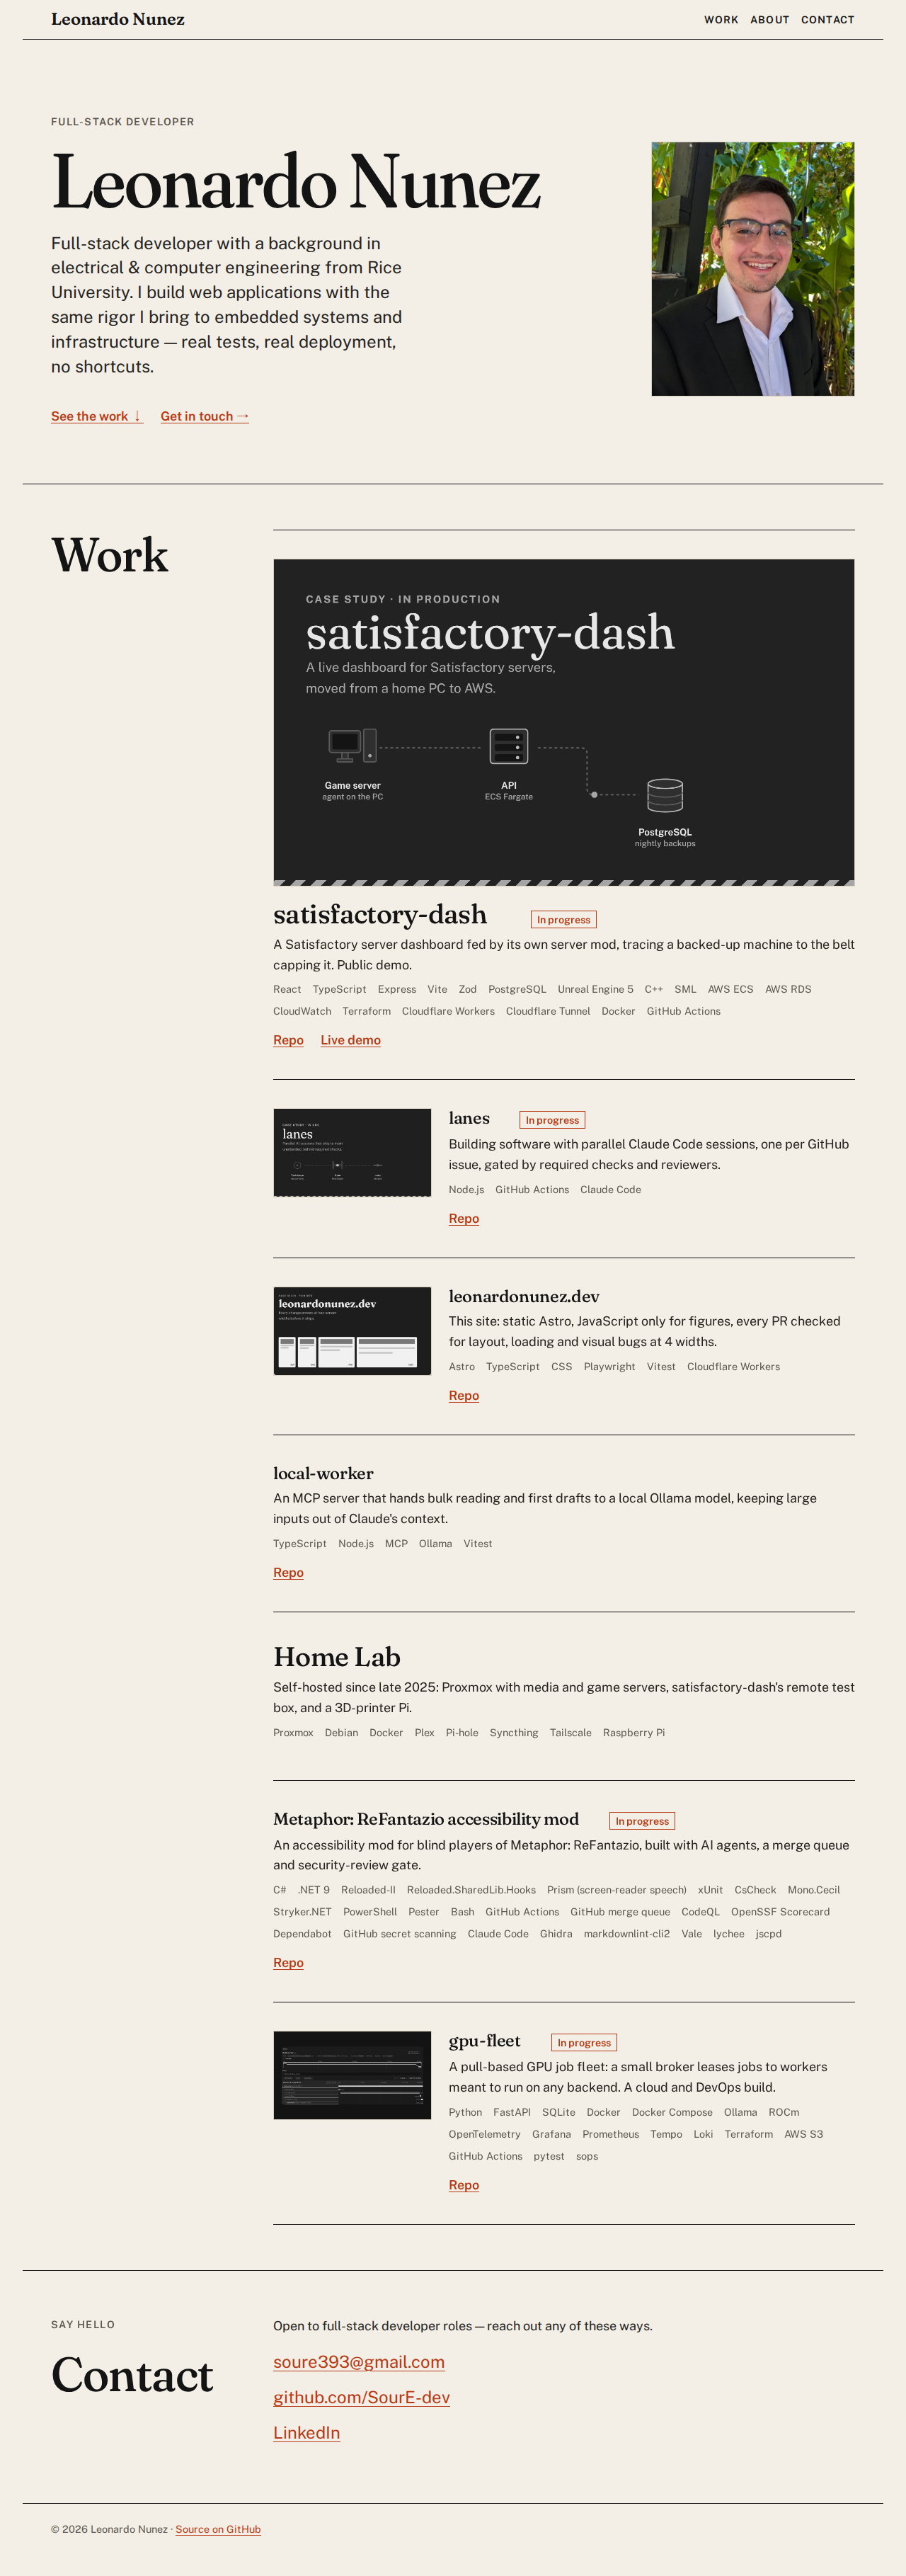 Leonardo Nunez
WORK ABOUT CONTACT
FULL-STACK DEVELOPER
Leonardo Nunez
Full-stack developer with a background in
electrical & computer engineering from Rice
University. I build web applications with the
same rigor I bring to embedded systems and
infrastructure — real tests, real deployment,
no shortcuts.
See the work ↓ Get in touch →
Work
CASE STUDY · IN PRODUCTION
satisfactory-dash
A live dashboard for Satisfactory servers,
moved from a home PC to AWS.
Game server
agent on the PC
API
ECS Fargate
PostgreSQL
nightly backups
satisfactory-dash In progress
A Satisfactory server dashboard fed by its own server mod, tracing a backed-up machine to the belt
capping it. Public demo.
React TypeScript Express Vite Zod PostgreSQL Unreal Engine 5 C++ SML AWS ECS AWS RDS
CloudWatch Terraform Cloudflare Workers Cloudflare Tunnel Docker GitHub Actions
Repo Live demo
lanes
lanes In progress
Building software with parallel Claude Code sessions, one per GitHub
issue, gated by required checks and reviewers.
Node.js GitHub Actions Claude Code
Repo
leonardonunez.dev
leonardonunez.dev
This site: static Astro, JavaScript only for figures, every PR checked
for layout, loading and visual bugs at 4 widths.
Astro TypeScript CSS Playwright Vitest Cloudflare Workers
Repo
local-worker
An MCP server that hands bulk reading and first drafts to a local Ollama model, keeping large
inputs out of Claude's context.
TypeScript Node.js MCP Ollama Vitest
Repo
Home Lab
Self-hosted since late 2025: Proxmox with media and game servers, satisfactory-dash's remote test
box, and a 3D-printer Pi.
Proxmox Debian Docker Plex Pi-hole Syncthing Tailscale Raspberry Pi
Metaphor: ReFantazio accessibility mod In progress
An accessibility mod for blind players of Metaphor: ReFantazio, built with AI agents, a merge queue
and security-review gate.
C# .NET 9 Reloaded-II Reloaded.SharedLib.Hooks Prism (screen-reader speech) xUnit CsCheck Mono.Cecil
Stryker.NET PowerShell Pester Bash GitHub Actions GitHub merge queue CodeQL OpenSSF Scorecard
Dependabot GitHub secret scanning Claude Code Ghidra markdownlint-cli2 Vale lychee jscpd
Repo
gpu-fleet In progress
A pull-based GPU job fleet: a small broker leases jobs to workers
meant to run on any backend. A cloud and DevOps build.
Python FastAPI SQLite Docker Docker Compose Ollama ROCm
OpenTelemetry Grafana Prometheus Tempo Loki Terraform AWS S3
GitHub Actions pytest sops
Repo
SAY HELLO
Contact
Open to full-stack developer roles — reach out any of these ways.
soure393@gmail.com
github.com/SourE-dev
LinkedIn
© 2026 Leonardo Nunez · Source on GitHub